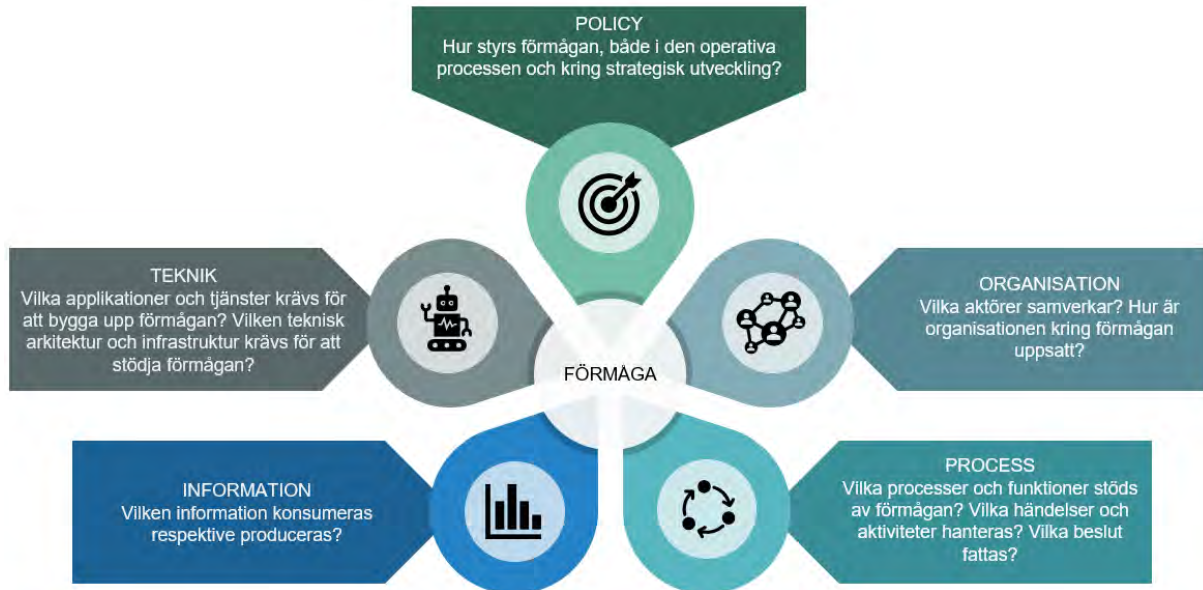 POLICY
Hur styrs förmågan, både i den operativa
processen och kring strategisk utveckling?
TEKNIK
Vilka applikationer och tjänster krävs för
att bygga upp förmågan? Vilken teknisk
arkitektur och infrastruktur krävs för att
stödja förmågan?
ORGANISATION
Vilka aktörer samverkar? Hur är
organisationen kring förmågan
uppsatt?
FÖRMÅGA
INFORMATION
Vilken information konsumeras
respektive produceras?
PROCESS
Vilka processer och funktioner stöds
av förmågan? Vilka händelser och
aktiviteter hanteras? Vilka beslut
fattas?